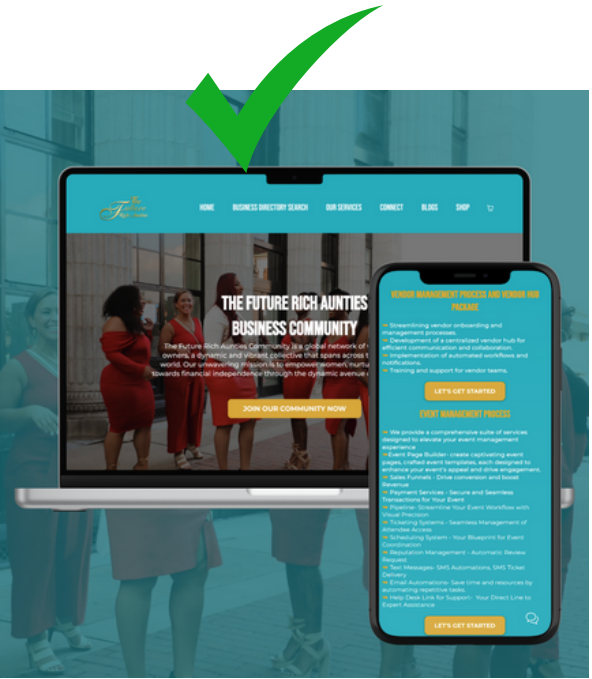 The
Future
Rich Aunties
HOME BUSINESS DIRECTORY SEARCH OUR SERVICES CONNECT BLOGS SHOP
THE FUTURE RICH AUNTIES
BUSINESS COMMUNITY
The Future Rich Aunties Community is a global network of
owners, a dynamic and vibrant collective that spans across t
world. Our unwavering mission is to empower women, nurtu
towards financial independence through the dynamic avenue
JOIN OUR COMMUNITY NOW
VENDOR MANAGEMENT PROCESS AND VENDOR HUB
PACKAGE
Streamlining vendor onboarding and
management processes.
Development of a centralized vendor hub for
efficient communication and collaboration.
Implementation of automated workflows and
notifications.
Training and support for vendor teams.
LET'S GET STARTED
EVENT MANAGEMENT PROCESS
We provide a comprehensive suite of services
designed to elevate your event management
experience
Event Page Builder- create captivating event
pages, crafted event templates, each designed to
enhance your event's appeal and drive engagement.
Sales Funnels - Drive conversion and boost
Revenue
Payment Services - Secure and Seamless
Transactions for Your Event
Pipeline- Streamline Your Event Workflow with
Visual Precision
Ticketing Systems - Seamless Management of
Attendee Access
Scheduling System - Your Blueprint for Event
Coordination
Reputation Management - Automatic Review
Request
Text Messages- SMS Automations, SMS Ticket
Delivery
Email Automations- Save time and resources by
automating repetitive tasks.
Help Desk Link for Support- Your Direct Line to
Expert Assistance
LET'S GET STARTED